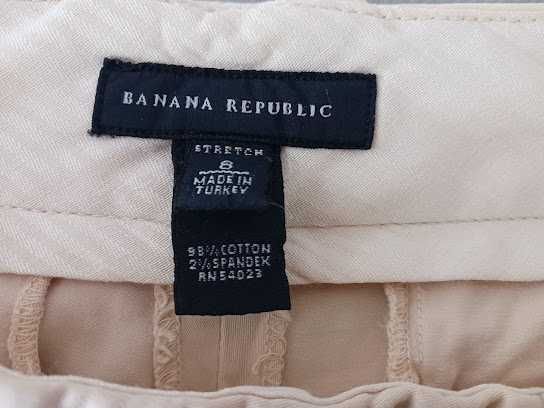 BANANA REPUBLIC
STRETCH
8
MADE IN
TURKEY
98% COTTON
2% SPANDEX
RN 54023